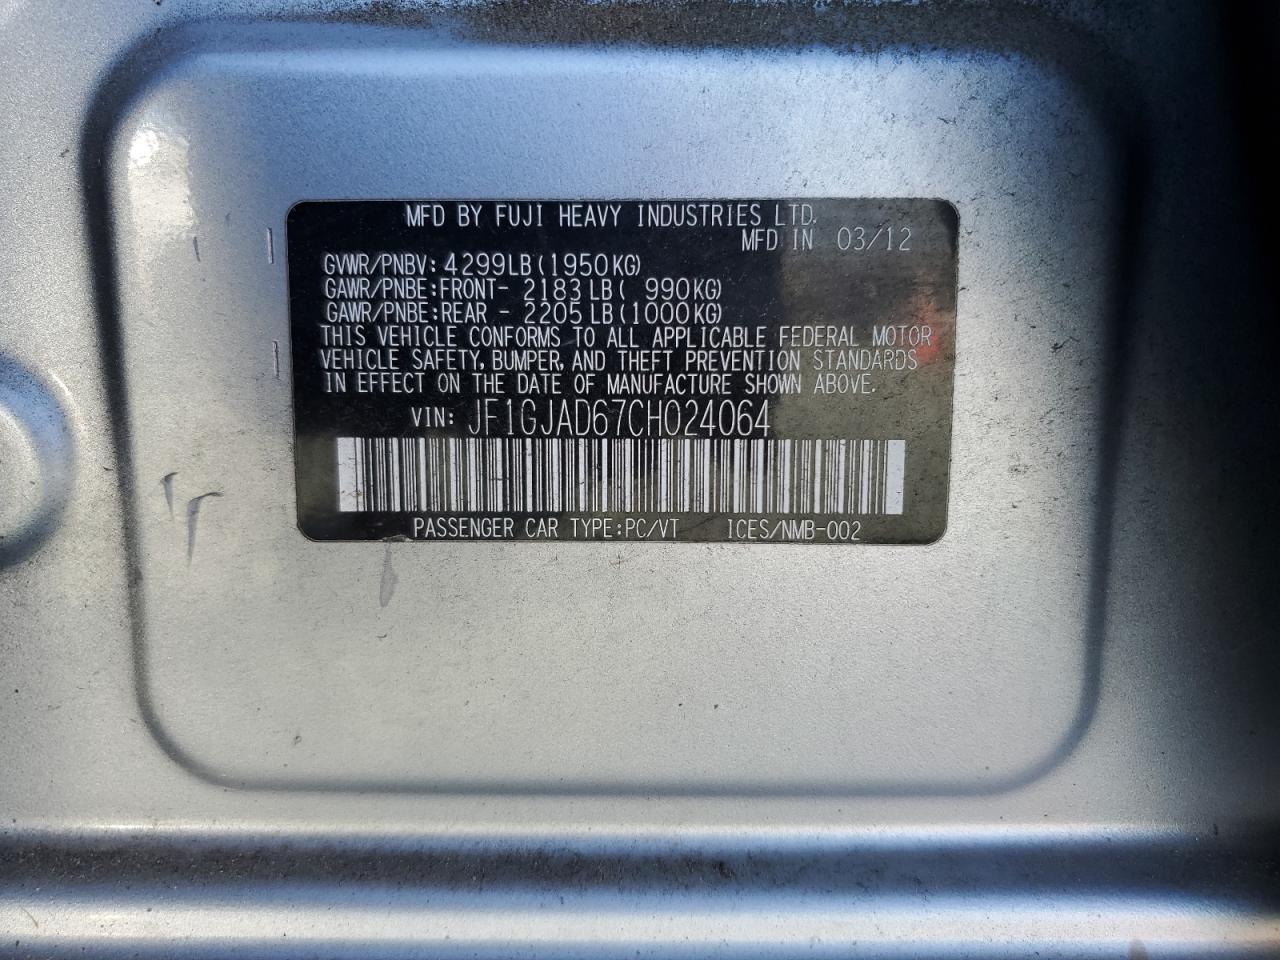 MFD BY FUJI HEAVY INDUSTRIES LTD.
MFD IN 03/12
GVWR/PNBV: 4299LB(1950KG)
GAWR/PNBE:FRONT- 2183LB( 990KG)
GAWR/PNBE:REAR - 2205LB(1000KG)
THIS VEHICLE CONFORMS TO ALL APPLICABLE FEDERAL MOTOR
VEHICLE SAFETY, BUMPER, AND THEFT PREVENTION STANDARDS
IN EFFECT ON THE DATE OF MANUFACTURE SHOWN ABOVE.
VIN: JF1GJAD67CH024064
PASSENGER CAR TYPE:PC/VT ICES/NMB-002